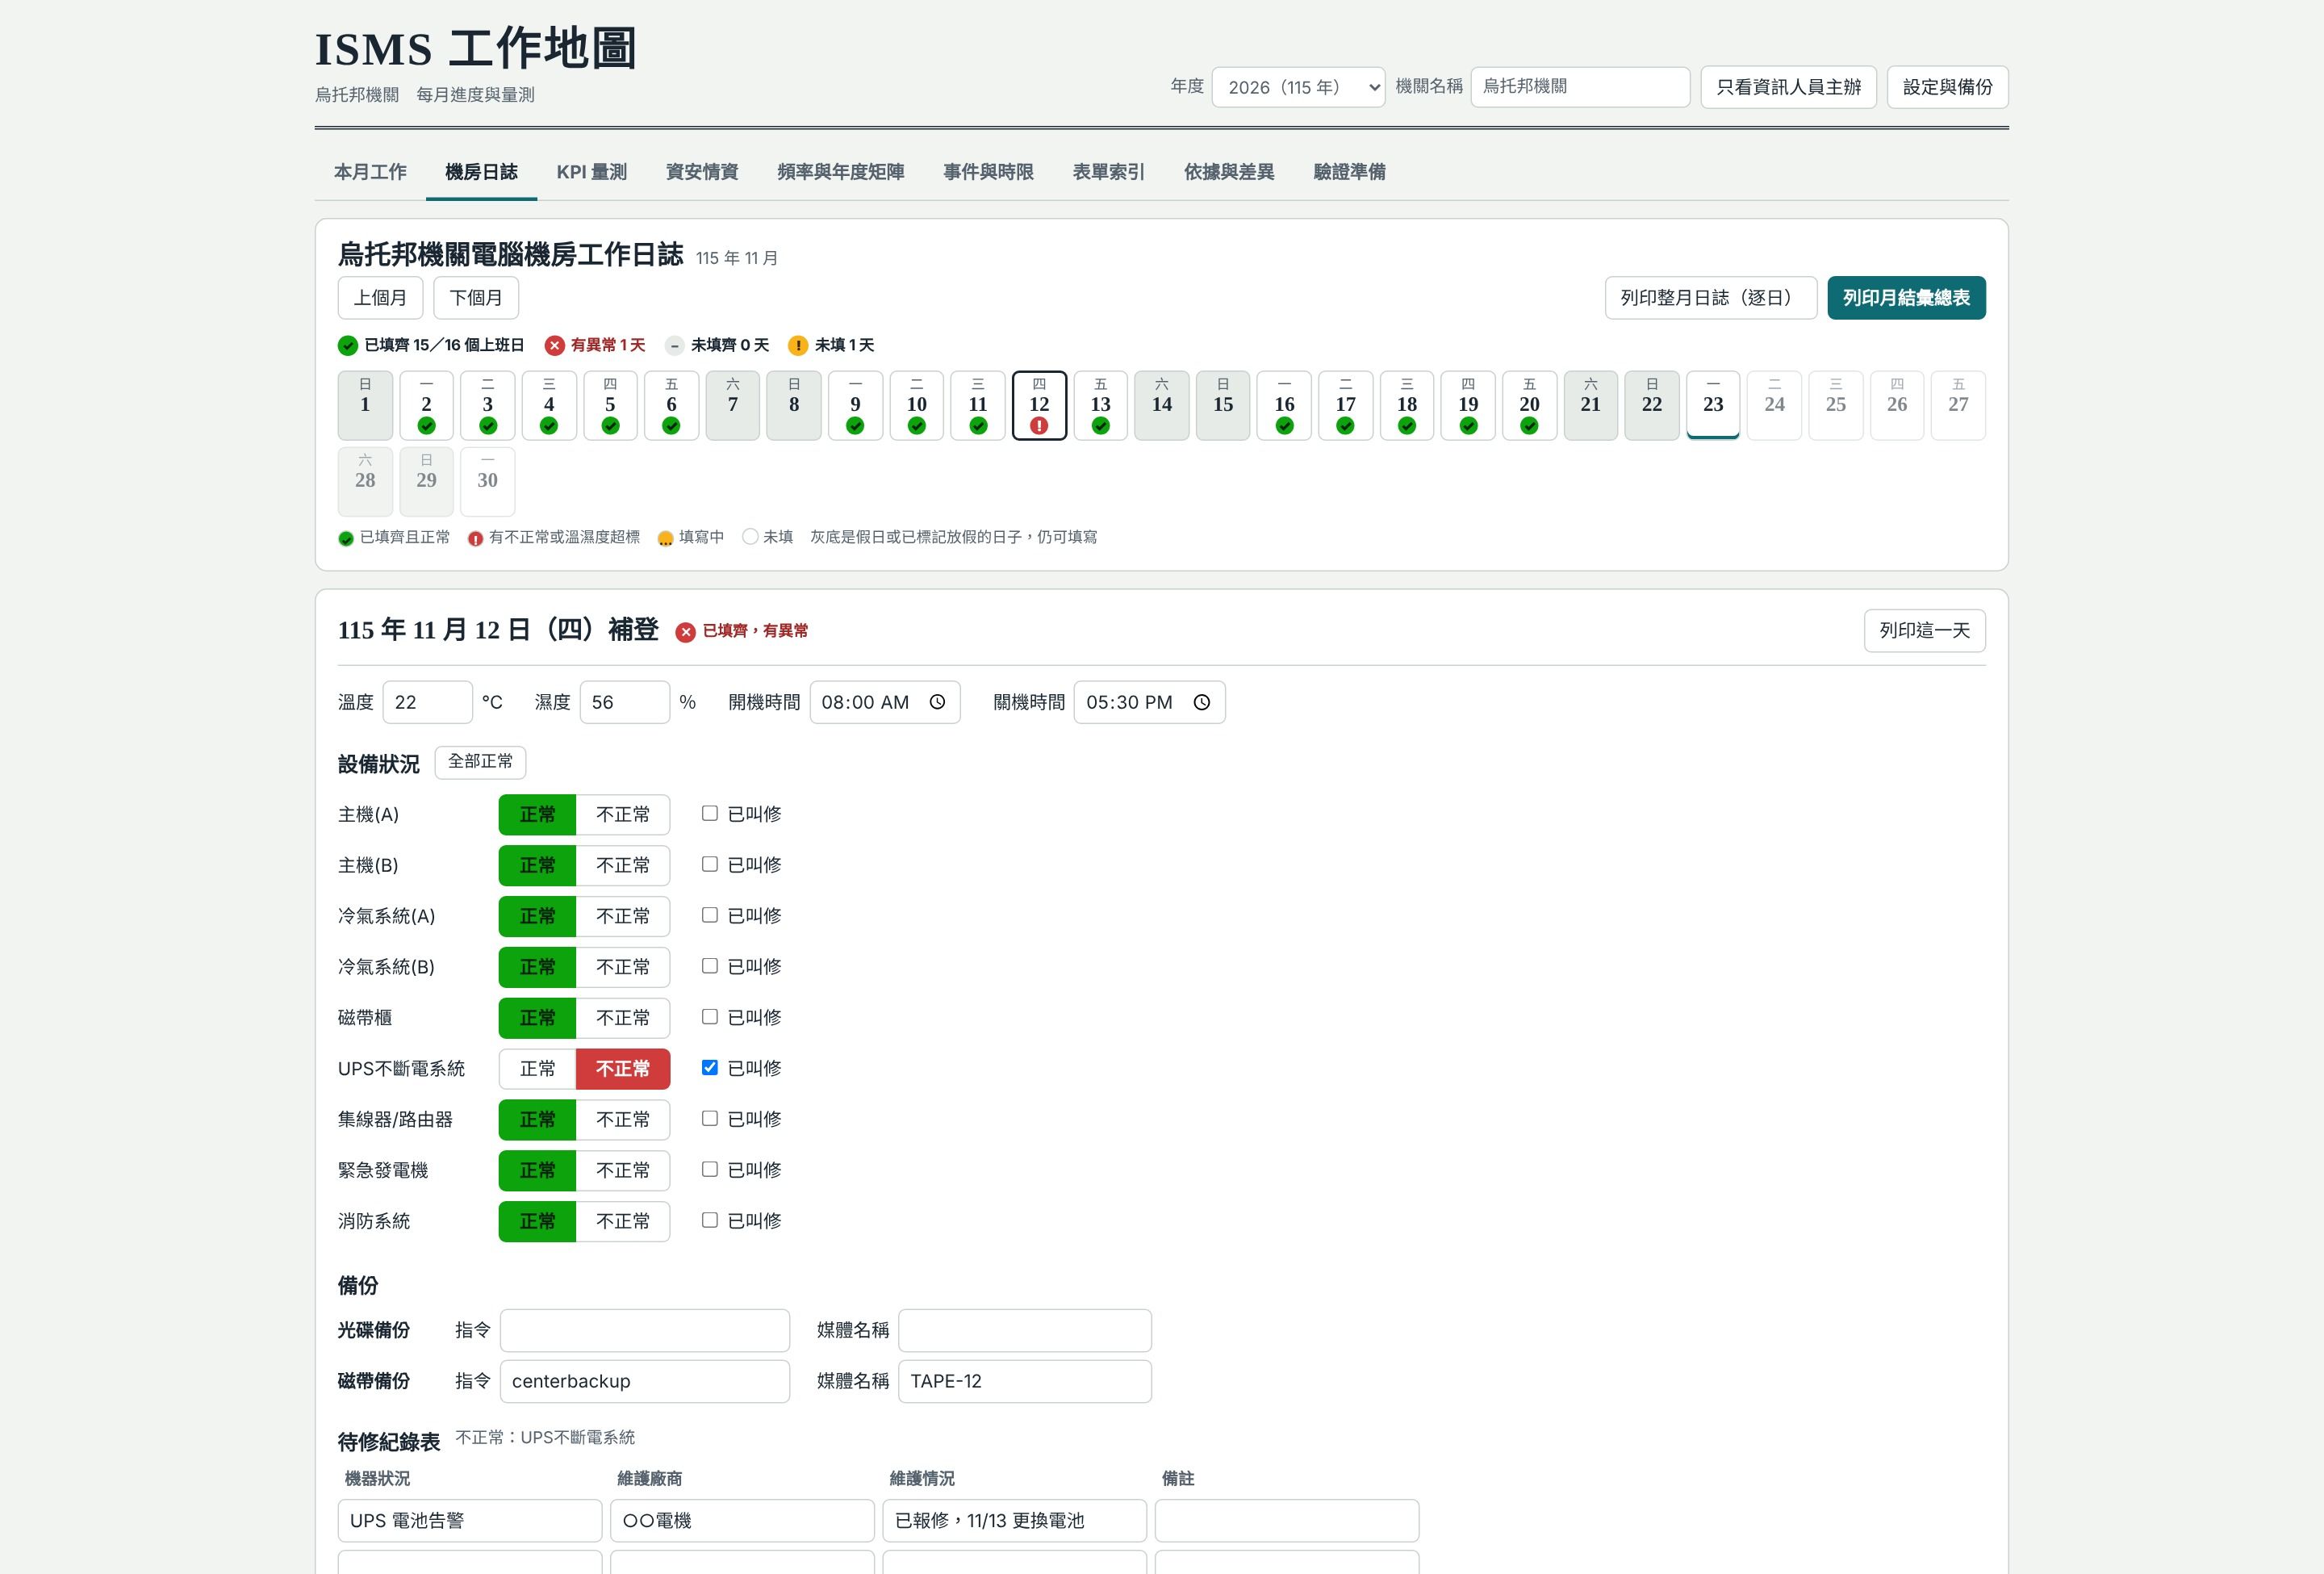 ISMS 工作地圖
烏托邦機關 每月進度與量測
年度 2026（115 年） 機關名稱 烏托邦機關 只看資訊人員主辦 設定與備份
本月工作 機房日誌 KPI 量測 資安情資 頻率與年度矩陣 事件與時限 表單索引 依據與差異 驗證準備
烏托邦機關電腦機房工作日誌 115 年 11 月
上個月 下個月 列印整月日誌（逐日） 列印月結彙總表
已填齊 15／16 個上班日 有異常 1 天 未填齊 0 天 未填 1 天
日 一 二 三 四 五 六 日 一 二 三 四 五 六 日 一 二 三 四 五 六 日 一 二 三 四 五
1 2 3 4 5 6 7 8 9 10 11 12 13 14 15 16 17 18 19 20 21 22 23 24 25 26 27
六 日 一
28 29 30
已填齊且正常 有不正常或溫濕度超標 填寫中 未填 灰底是假日或已標記放假的日子，仍可填寫
115 年 11 月 12 日（四）補登 已填齊，有異常 列印這一天
溫度 22 °C 濕度 56 % 開機時間 08:00 AM 關機時間 05:30 PM
設備狀況 全部正常
主機(A) 正常 不正常 已叫修
主機(B) 正常 不正常 已叫修
冷氣系統(A) 正常 不正常 已叫修
冷氣系統(B) 正常 不正常 已叫修
磁帶櫃 正常 不正常 已叫修
UPS不斷電系統 正常 不正常 已叫修
集線器/路由器 正常 不正常 已叫修
緊急發電機 正常 不正常 已叫修
消防系統 正常 不正常 已叫修
備份
光碟備份 指令 媒體名稱
磁帶備份 指令 centerbackup 媒體名稱 TAPE-12
待修紀錄表 不正常：UPS不斷電系統
機器狀況 維護廠商 維護情況 備註
UPS 電池告警 〇〇電機 已報修，11/13 更換電池